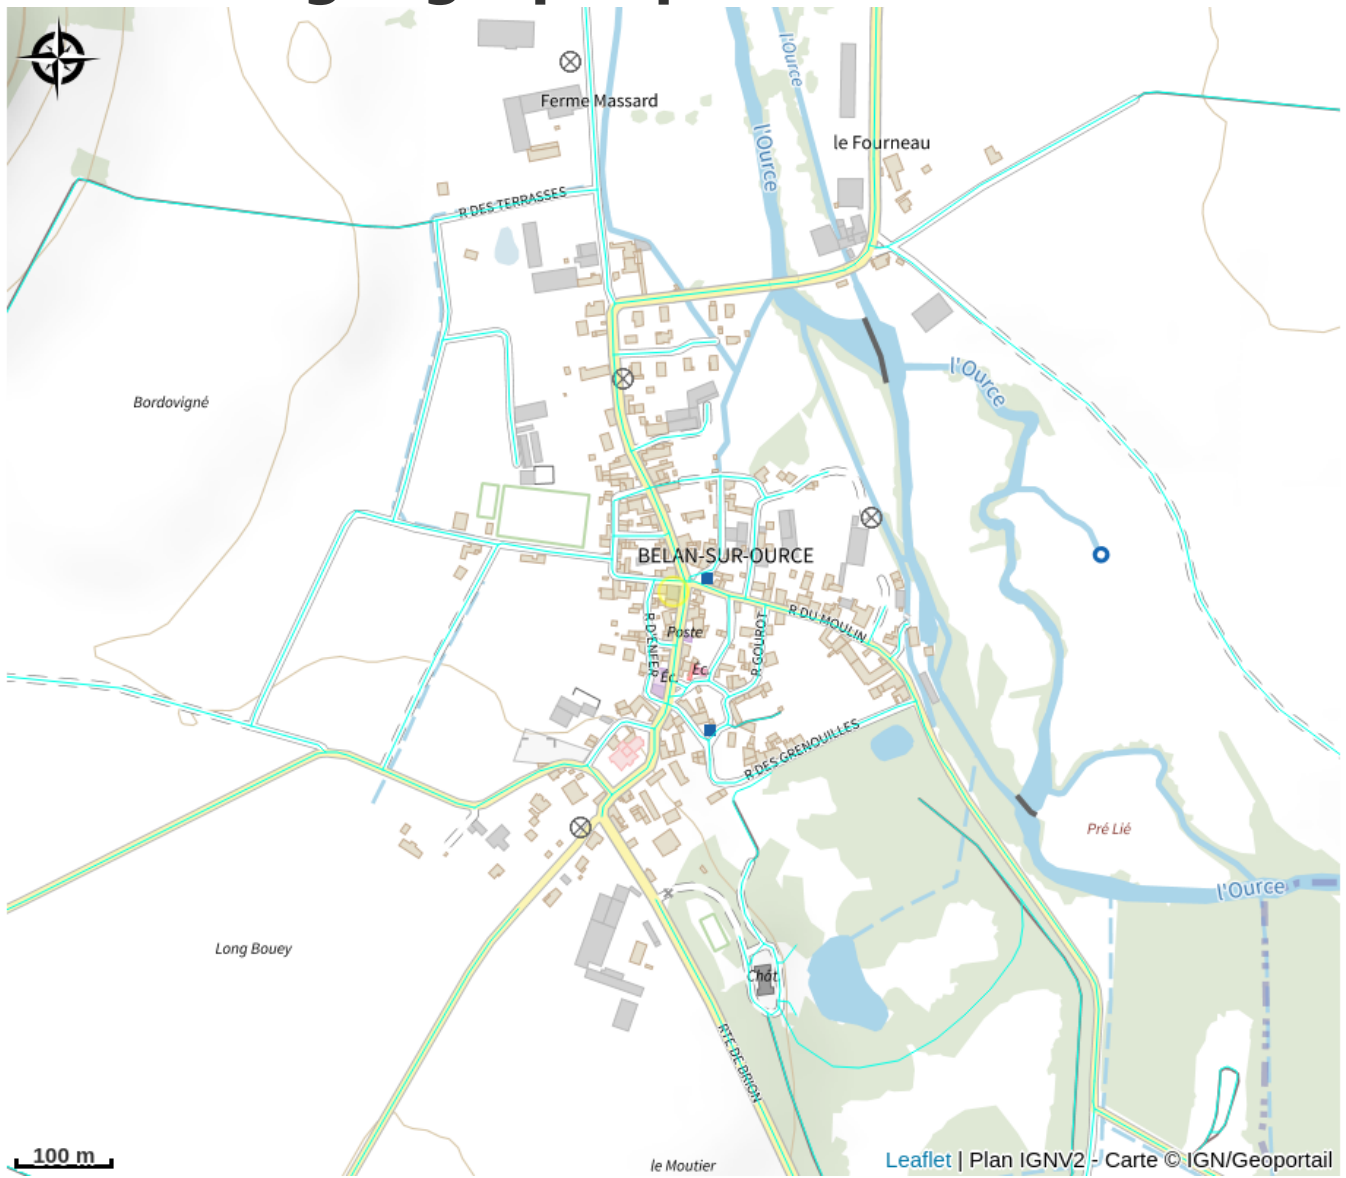 l'Ource
Ferme Massard
l'Ource
le Fourneau
R DES TERRASSES
l'Ource
Bordovigné
BELAN-SUR-OURCE
R DU MOULIN
R D'ENFER
Poste
R GOUROT
Éc.
Éc.
R DES GRENOUILLES
Pré Lié
l'Ource
Long Bouey
Chât.
RTE DE BRION
le Moutier
100 m
Leaflet | Plan IGNV2 - Carte © IGN/Geoportail